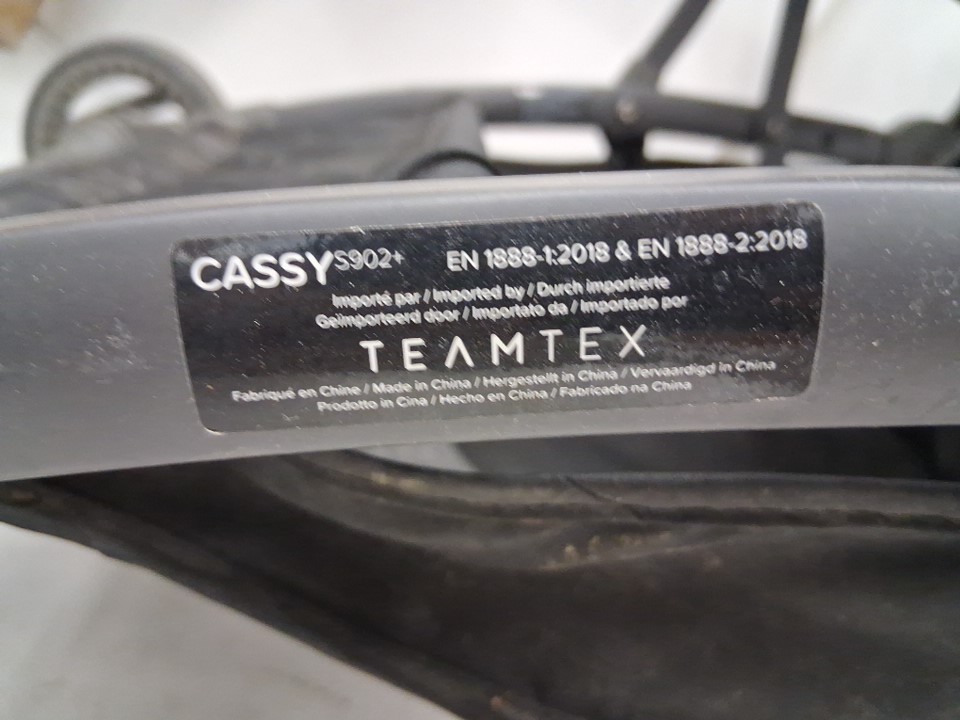 CASSY S902+ EN 1888-1:2018 & EN 1888-2:2018
Importé par / Imported by / Durch importierte
Geïmporteerd door / Importato da / Importado por
TEAMTEX
Fabriqué en Chine / Made in China / Hergestellt in China / Vervaardigd in China
Prodotto in Cina / Hecho en China / Fabricado na China